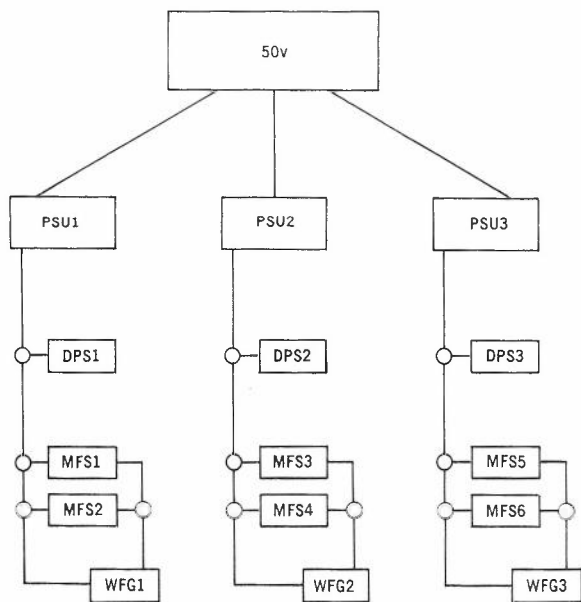 50v
PSU1 PSU2 PSU3
DPS1 DPS2 DPS3
MFS1 MFS3 MFS5
MFS2 MFS4 MFS6
WFG1 WFG2 WFG3